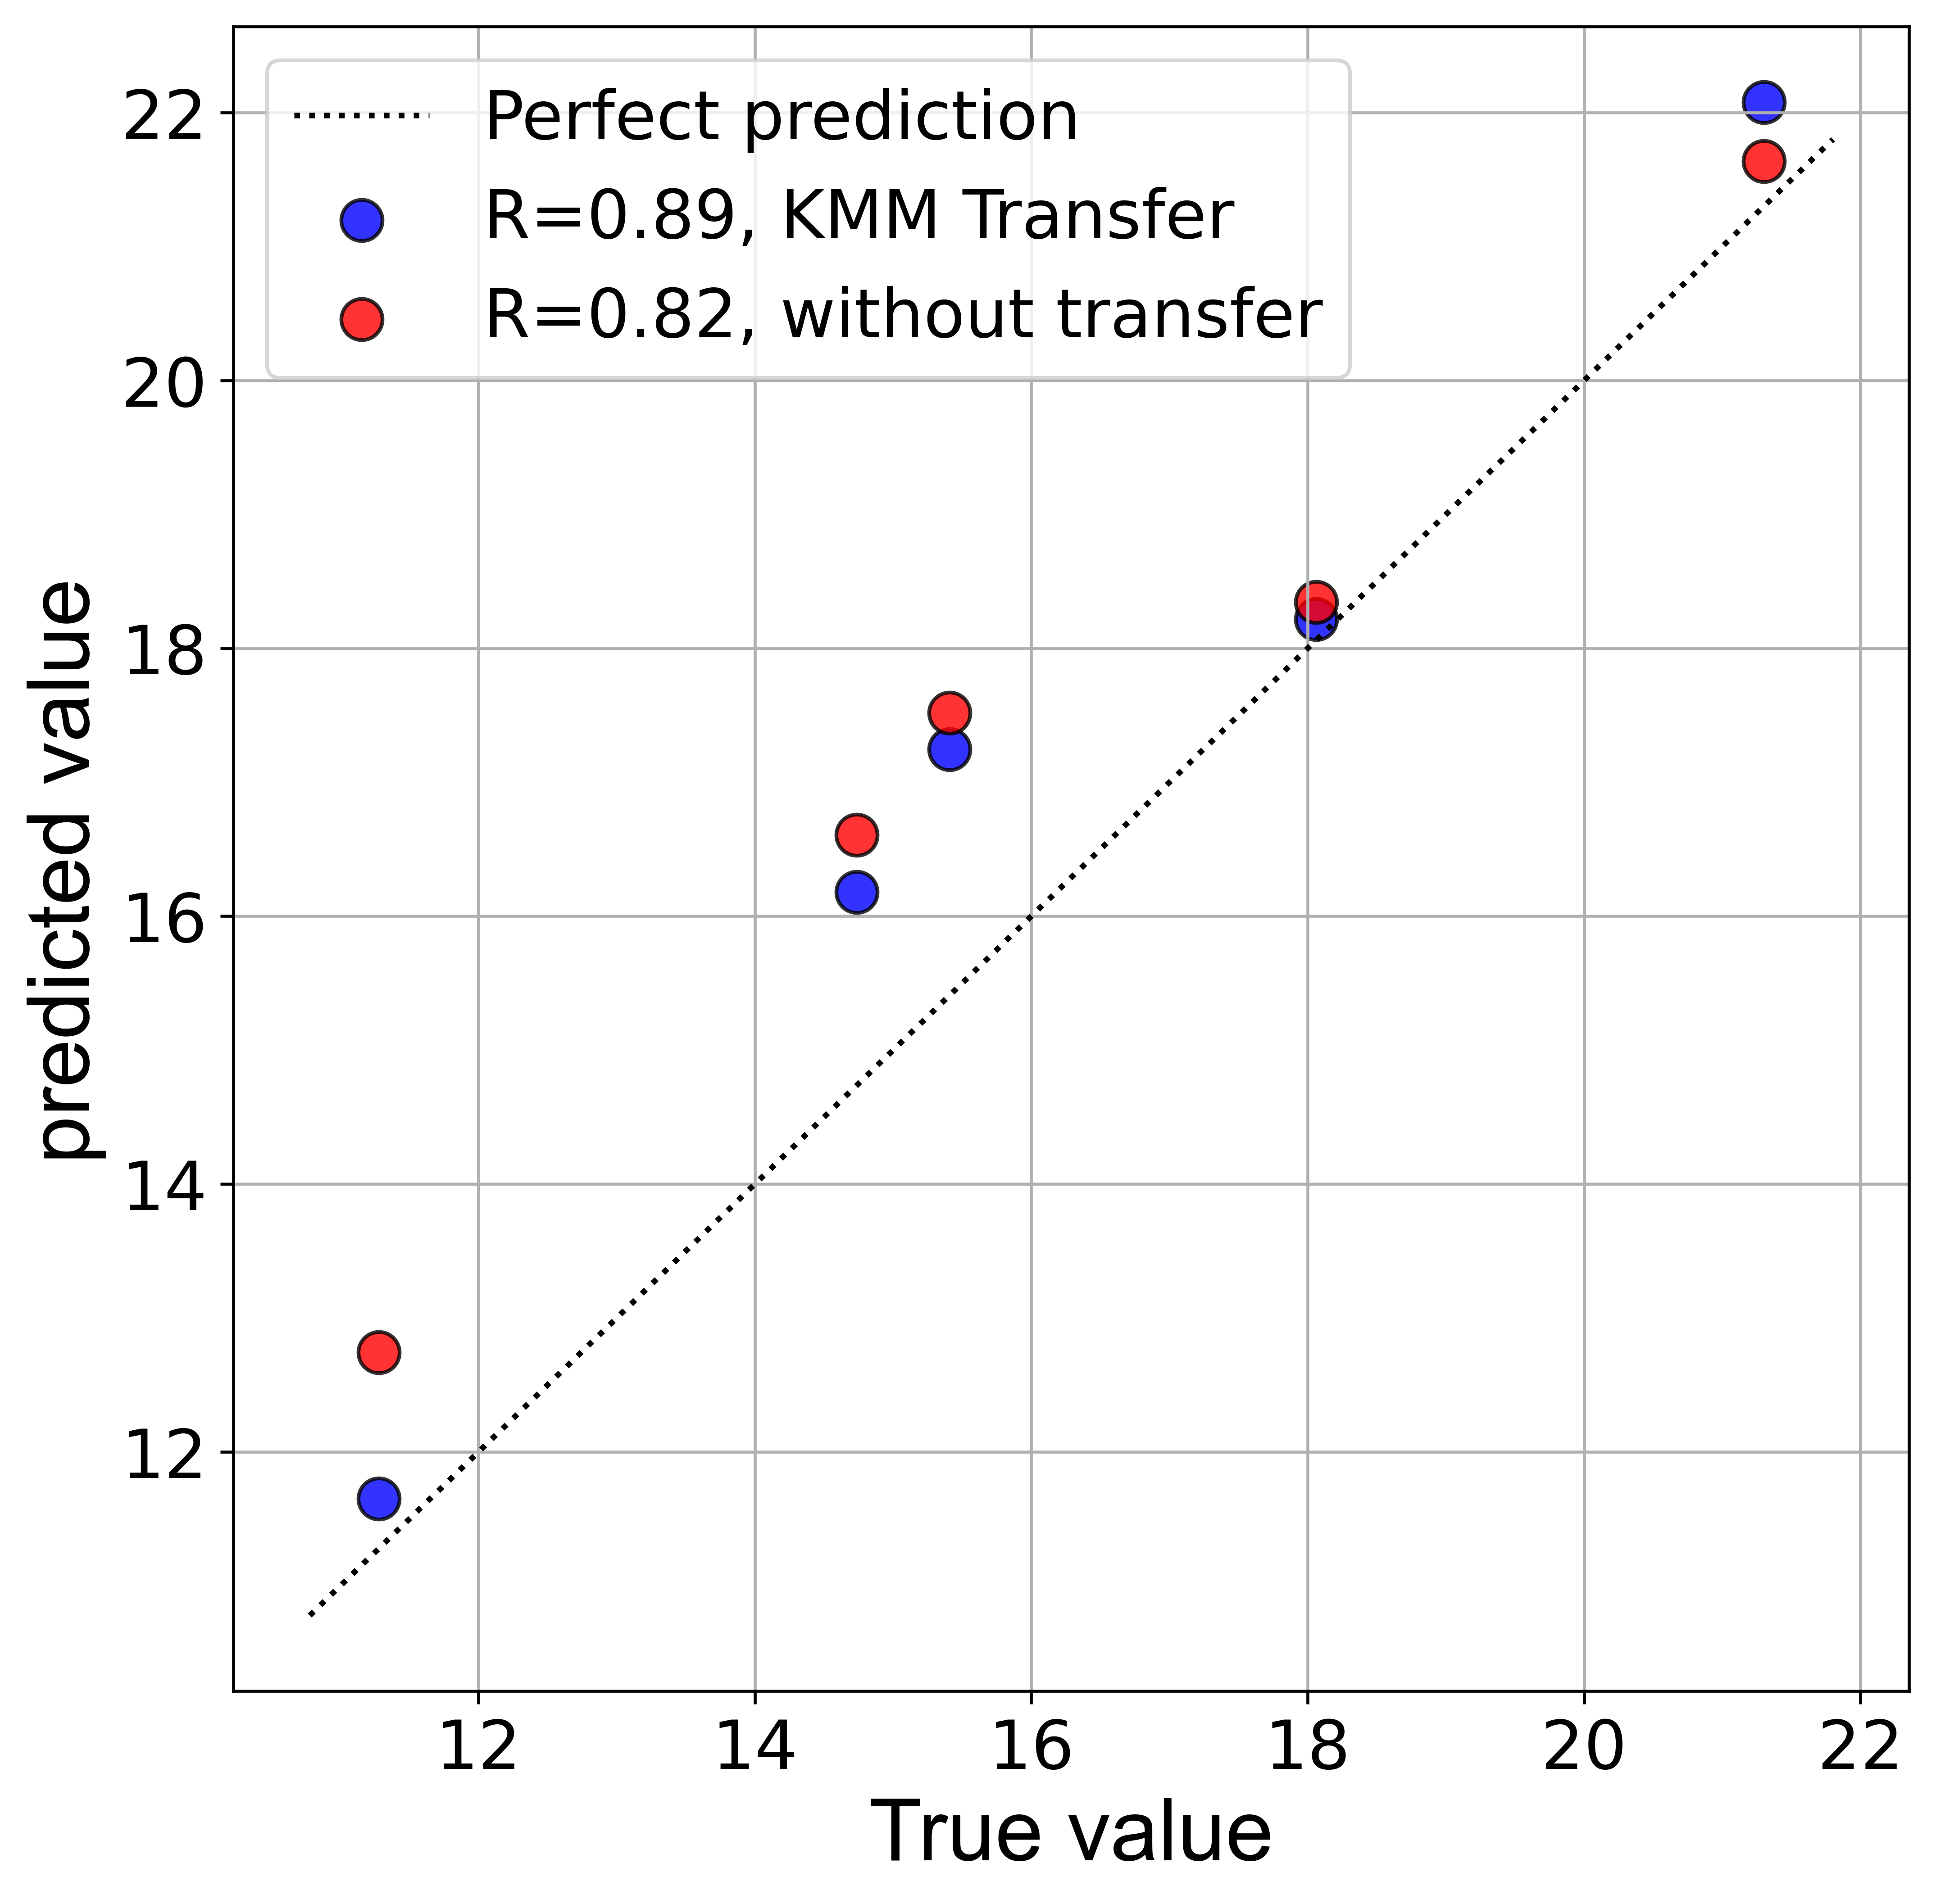 Perfect prediction
R=0.89, KMM Transfer
R=0.82, without transfer
22
20
18
16
14
12
predicted value
12 14 16 18 20 22
True value